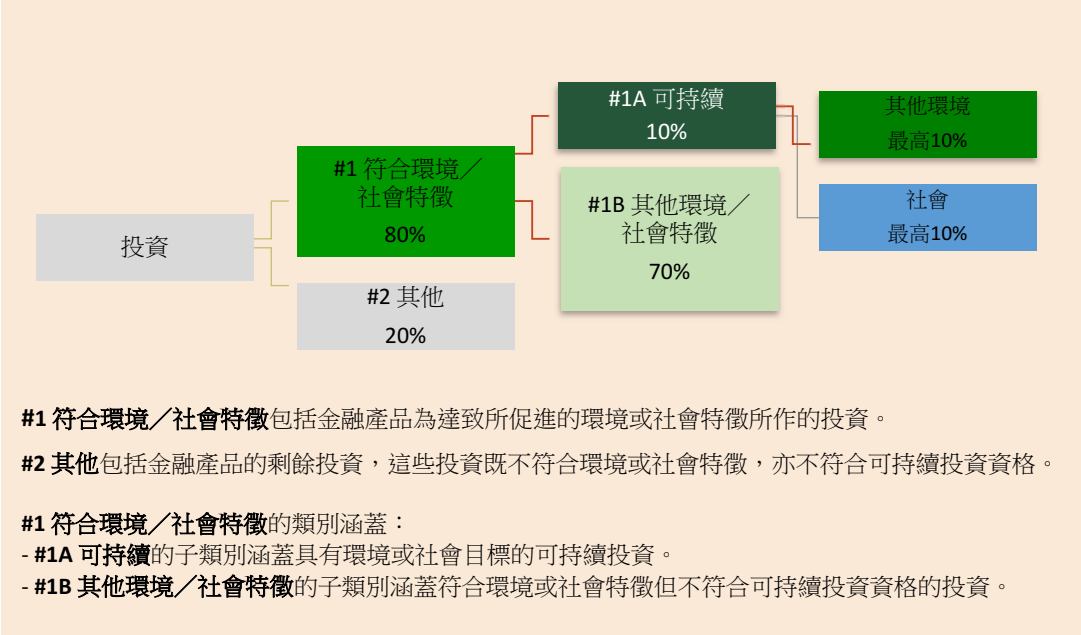 投資
#1 符合環境／
社會特徵
80%
#2 其他
20%
#1A 可持續
10%
#1B 其他環境／
社會特徵
70%
其他環境
最高10%
社會
最高10%
#1 符合環境／社會特徵包括金融產品為達致所促進的環境或社會特徵所作的投資。
#2 其他包括金融產品的剩餘投資，這些投資既不符合環境或社會特徵，亦不符合可持續投資資格。
#1 符合環境／社會特徵的類別涵蓋：
- #1A 可持續的子類別涵蓋具有環境或社會目標的可持續投資。
- #1B 其他環境／社會特徵的子類別涵蓋符合環境或社會特徵但不符合可持續投資資格的投資。